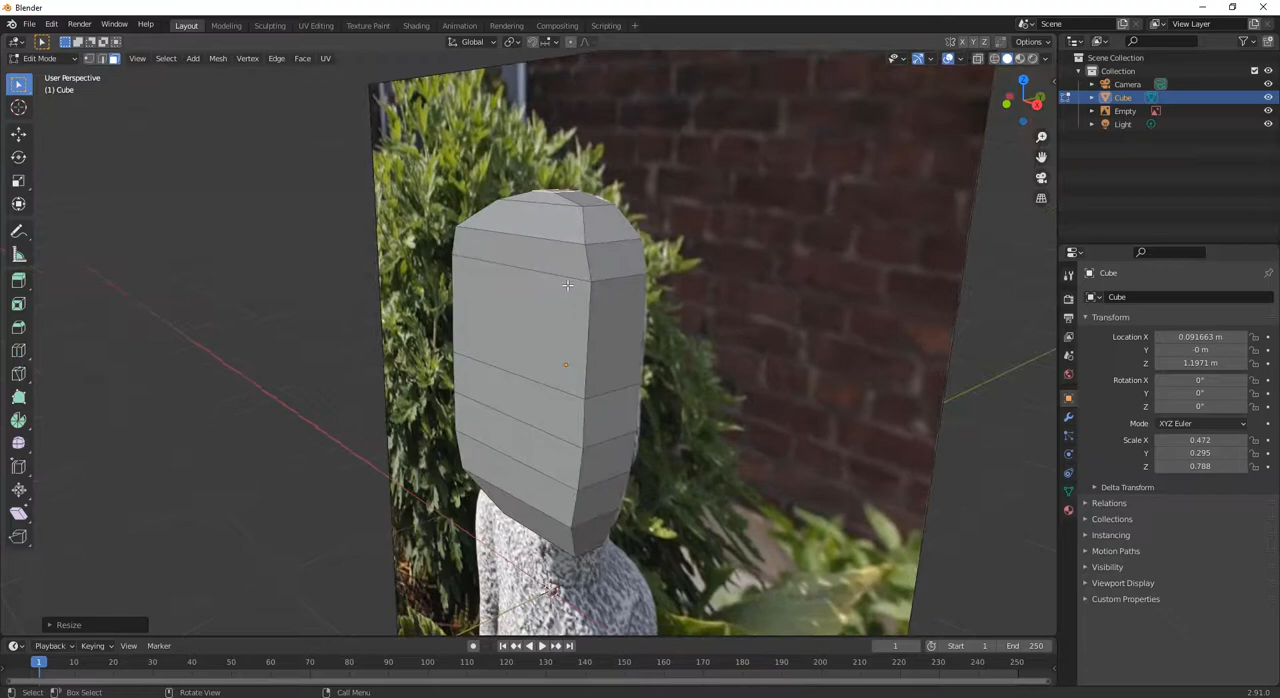 Blender
File Edit Render Window Help Layout Modeling Sculpting UV Editing Texture Paint Shading Animation Rendering Compositing Scripting + Scene View Layer
Global X Y Z Options
Edit Mode View Select Add Mesh Vertex Edge Face UV
User Perspective
(1) Cube
Z
X
Y
Scene Collection
Collection
Camera
Cube
Empty
Light
Cube
Cube
Transform
Location X 0.091663 m
Y -0 m
Z 1.1971 m
Rotation X 0°
Y 0°
Z 0°
Mode XYZ Euler
Scale X 0.472
Y 0.295
Z 0.788
Delta Transform
Relations
Collections
Instancing
Motion Paths
Visibility
Viewport Display
Custom Properties
Resize
Playback Keying View Marker 1 Start 1 End 250
1 10 20 30 40 50 60 70 80 90 100 110 120 130 140 150 160 170 180 190 200 210 220 230 240 250
Select Box Select Rotate View Call Menu 2.91.0